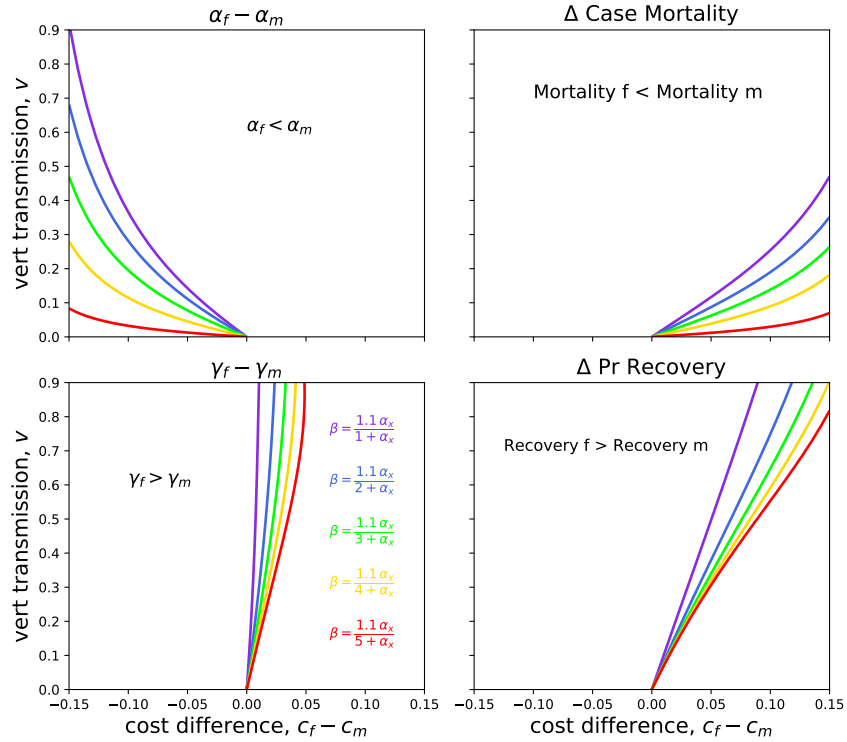 α_f − α_m
Δ Case Mortality
vert transmission, v
0.9
0.8
0.7
0.6
0.5
0.4
0.3
0.2
0.1
0.0
α_f < α_m
Mortality f < Mortality m
γ_f − γ_m
Δ Pr Recovery
vert transmission, v
0.9
0.8
0.7
0.6
0.5
0.4
0.3
0.2
0.1
0.0
γ_f > γ_m
β = 1.1 α_x / 1 + α_x
β = 1.1 α_x / 2 + α_x
β = 1.1 α_x / 3 + α_x
β = 1.1 α_x / 4 + α_x
β = 1.1 α_x / 5 + α_x
Recovery f > Recovery m
−0.15 −0.10 −0.05 0.00 0.05 0.10 0.15
−0.15 −0.10 −0.05 0.00 0.05 0.10 0.15
cost difference, c_f − c_m
cost difference, c_f − c_m